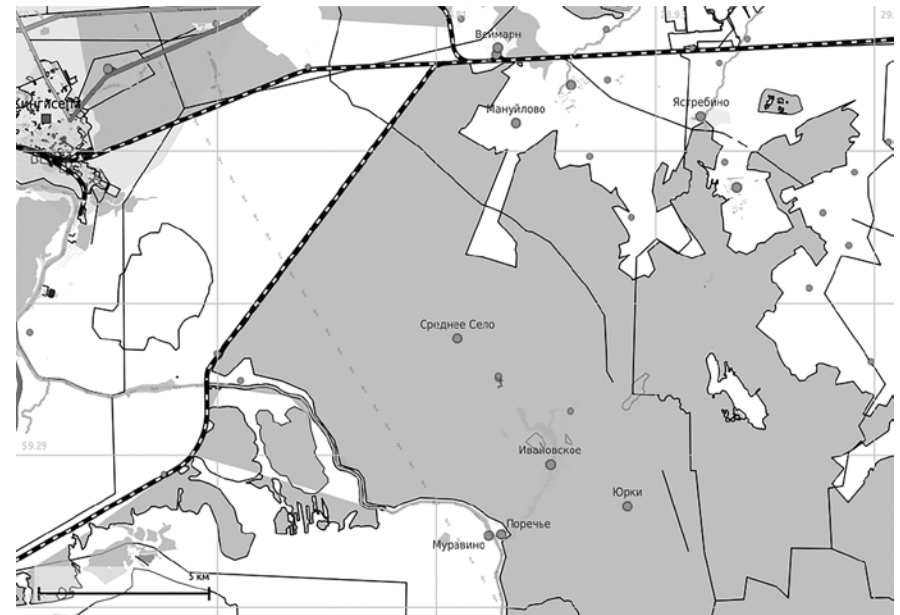 Веймарн
Кингисепп
Мануйлово
Ястребино
Среднее Село
59.29
Ивановское
Юрки
Поречье
Муравино
5 км